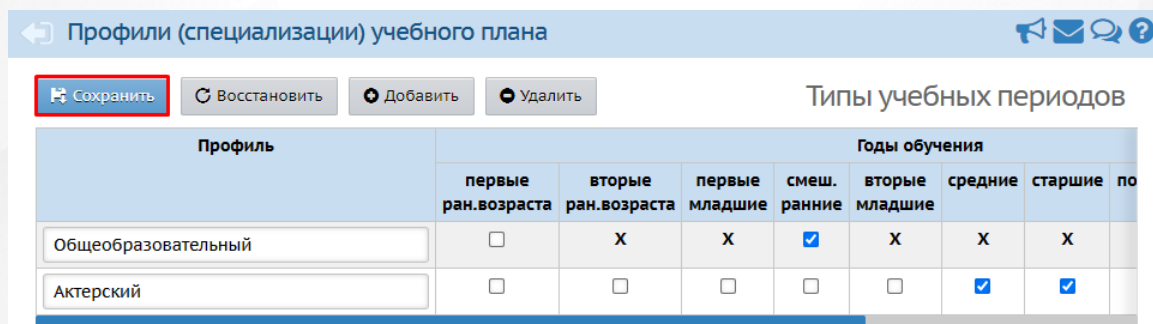 Профили (специализации) учебного плана
Сохранить Восстановить Добавить Удалить Типы учебных периодов
Профиль Годы обучения
первые вторые первые смеш. вторые средние старшие по
ран.возраста ран.возраста младшие ранние младшие
Общеобразовательный X X X X X
Актерский